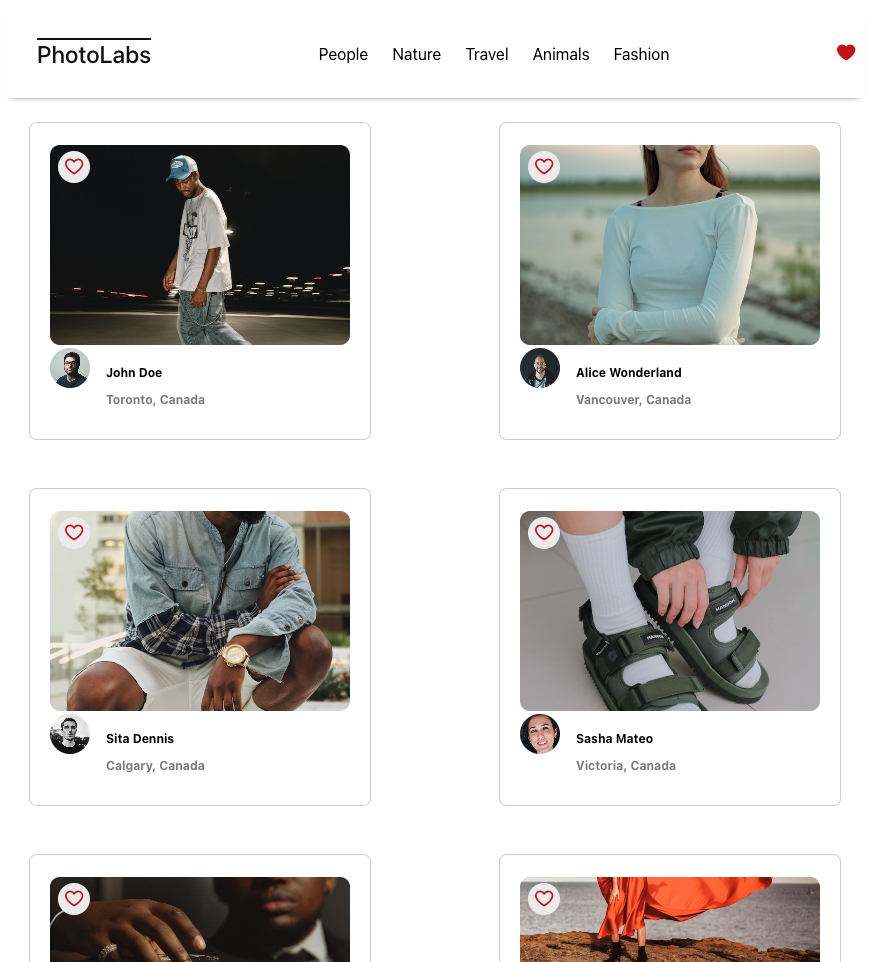 PhotoLabs
People Nature Travel Animals Fashion
John Doe
Toronto, Canada
Alice Wonderland
Vancouver, Canada
Sita Dennis
Calgary, Canada
Sasha Mateo
Victoria, Canada